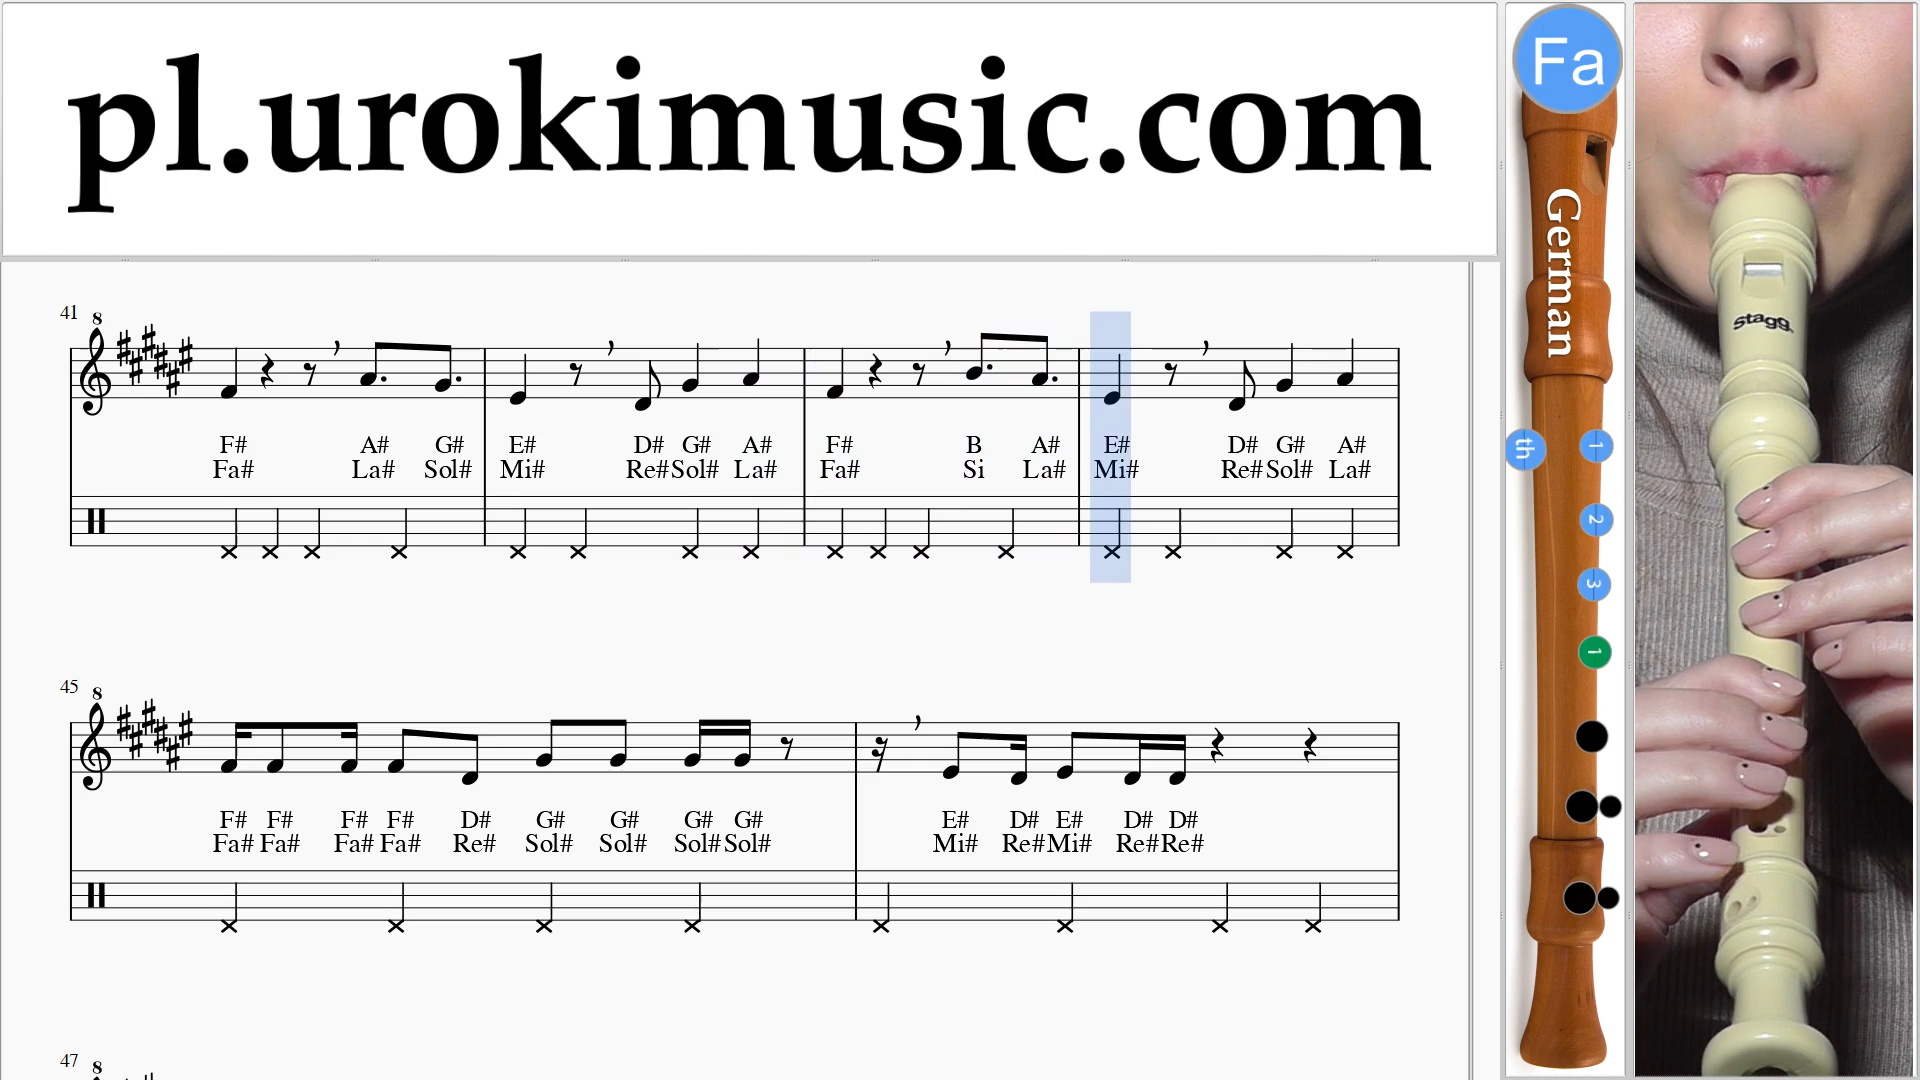 pl.urokimusic.com
41
8
F# A# G# E# D# G# A# F# B A# E# D# G# A#
Fa# La# Sol# Mi# Re# Sol# La# Fa# Si La# Mi# Re# Sol# La#
45
8
F# F# F# F# D# G# G# G# G# E# D# E# D# D#
Fa# Fa# Fa# Fa# Re# Sol# Sol# Sol# Sol# Mi# Re# Mi# Re# Re#
47
8
Fa
German
th
1
2
3
1
Stagg